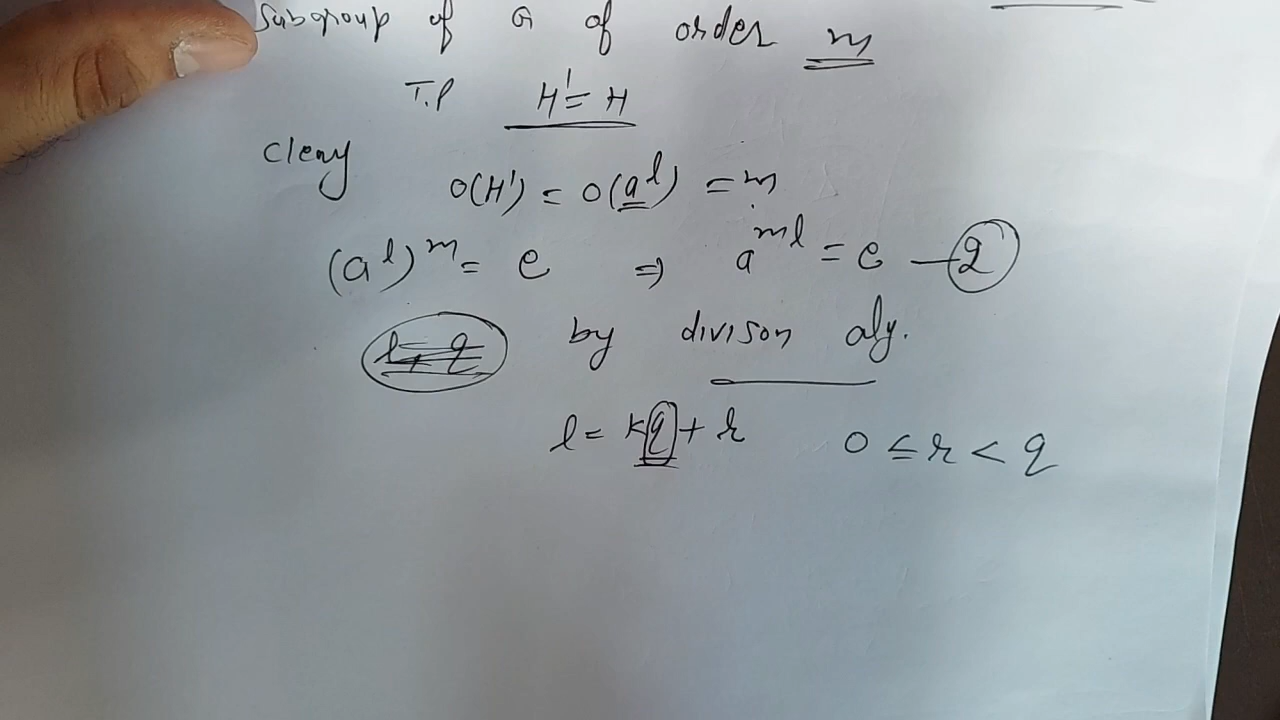 subgroup of G of order m
T.P H' = H
Clearly O(H') = O(a^l) = m
(a^l)^m = e ⇒ a^{ml} = e — 2
by divison alg.
l = kq + r 0 ≤ r < q